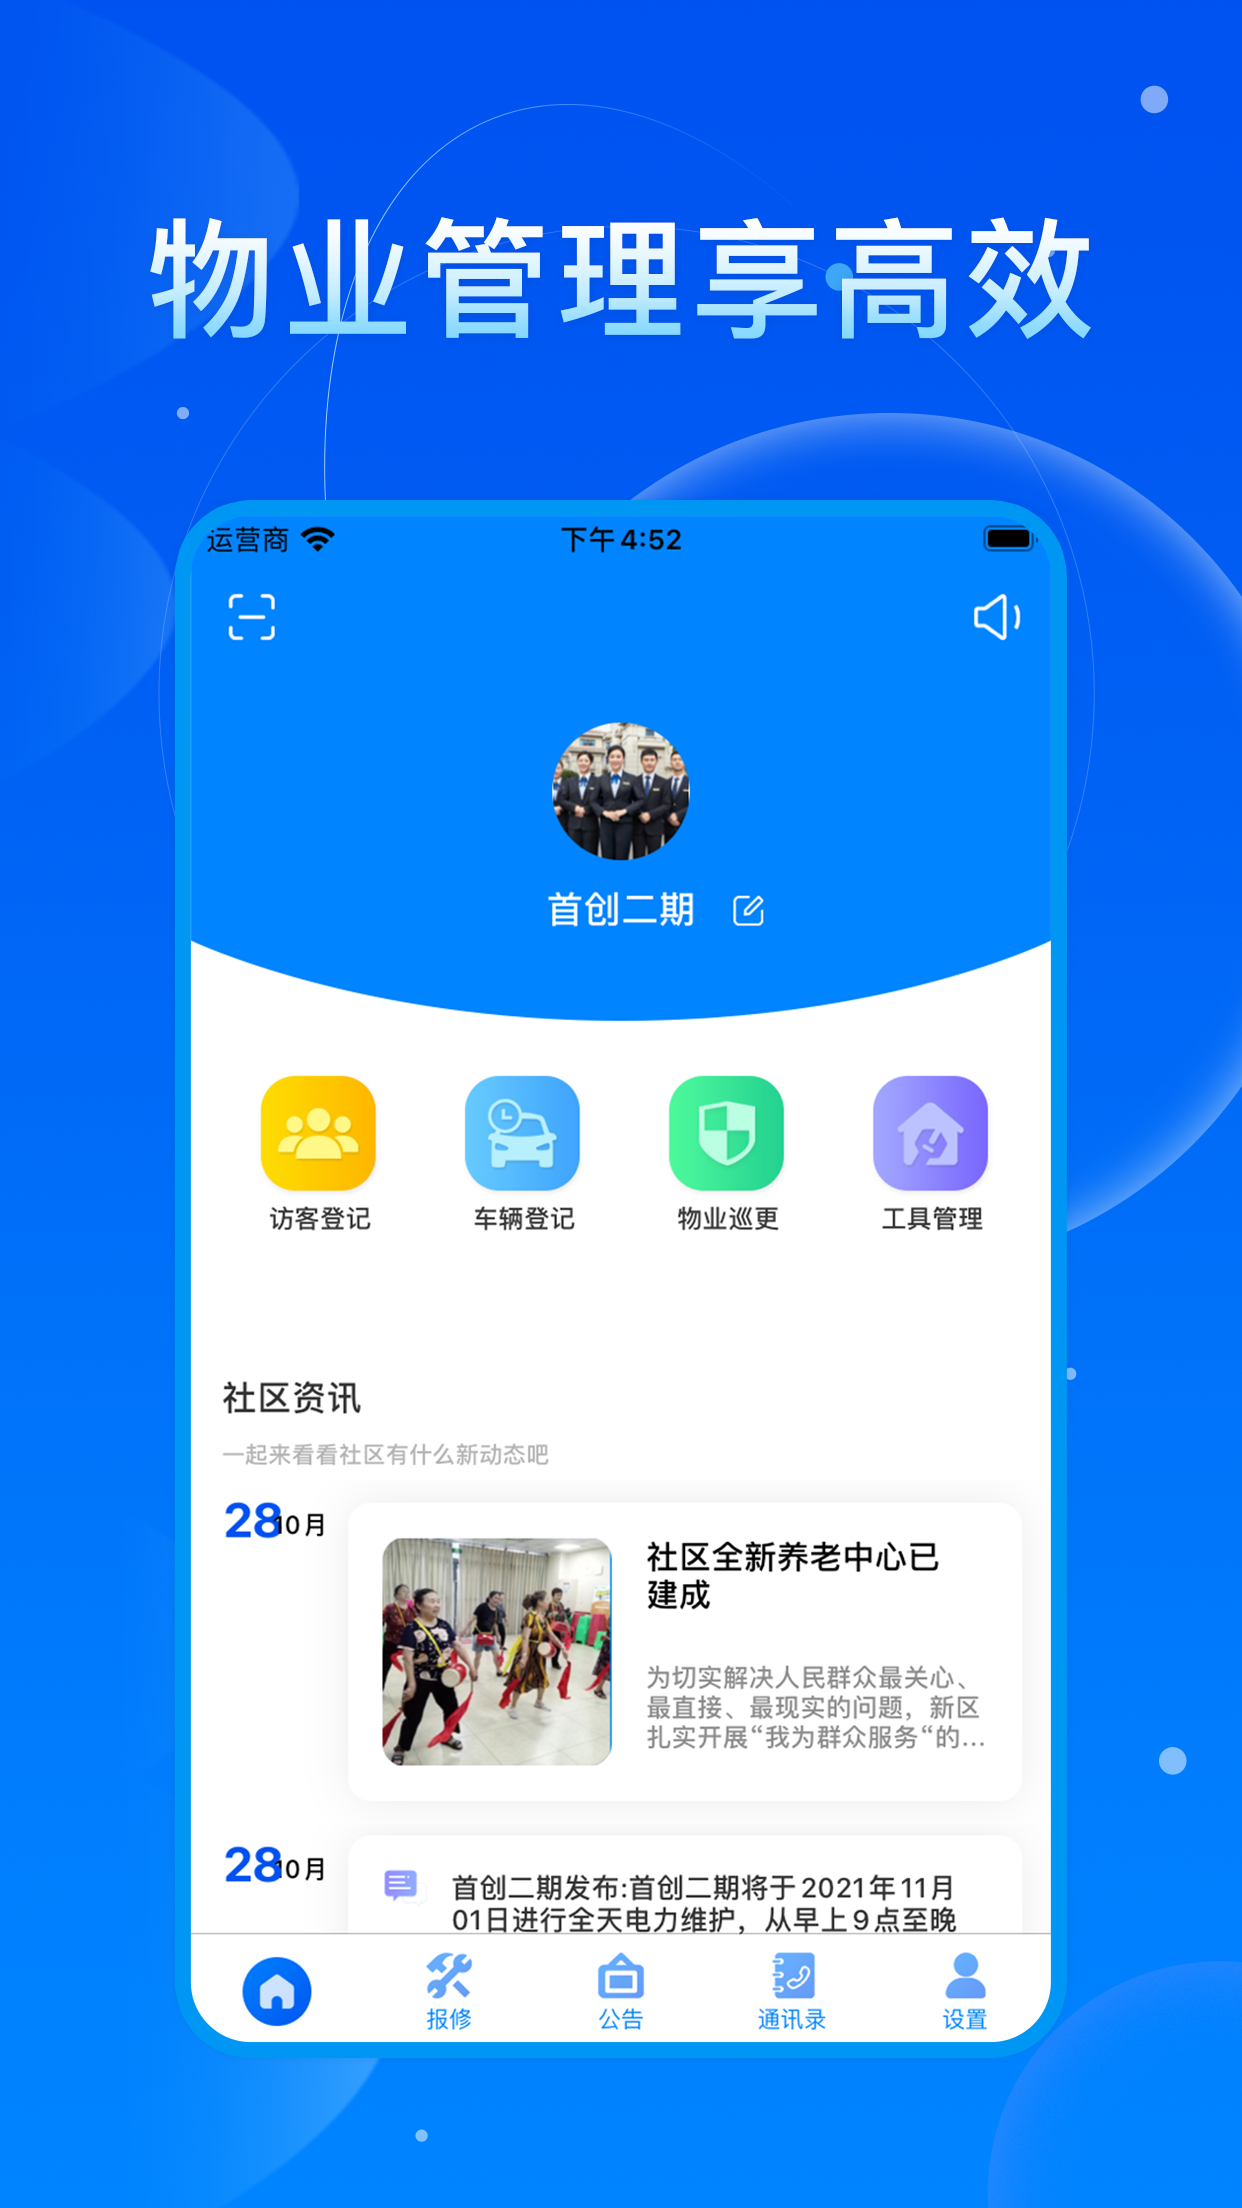 物业管理享高效
运营商 下午4:52
首创二期
访客登记 车辆登记 物业巡更 工具管理
社区资讯
一起来看看社区有什么新动态吧
28 10月
社区全新养老中心已
建成
为切实解决人民群众最关心、
最直接、最现实的问题，新区
扎实开展“我为群众服务“的...
28 10月
首创二期发布:首创二期将于2021年11月
01日进行全天电力维护，从早上9点至晚
报修 公告 通讯录 设置